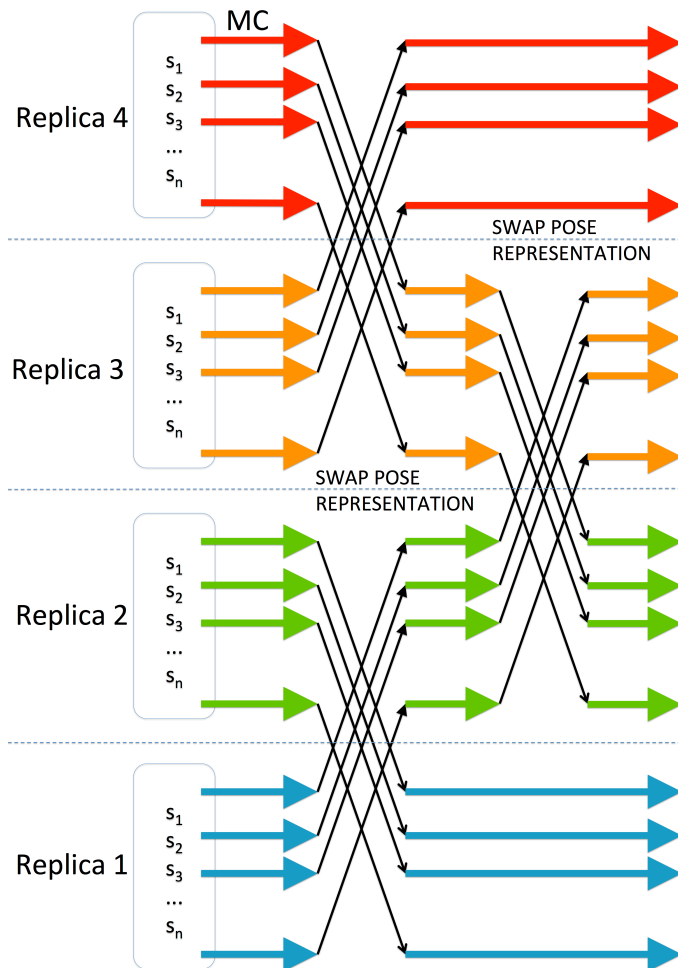 MC
Replica 4
s1
s2
s3
...
sn
SWAP POSE
REPRESENTATION
Replica 3
s1
s2
s3
...
sn
SWAP POSE
REPRESENTATION
Replica 2
s1
s2
s3
...
sn
Replica 1
s1
s2
s3
...
sn